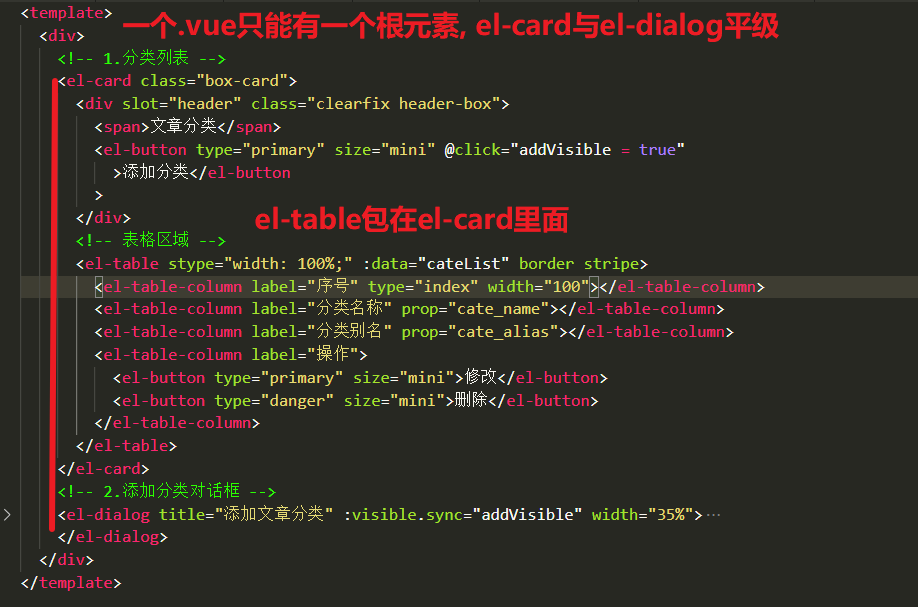 <template>
一个.vue只能有一个根元素, el-card与el-dialog平级
<div>
<!-- 1.分类列表 -->
<el-card class="box-card">
<div slot="header" class="clearfix header-box">
<span>文章分类</span>
<el-button type="primary" size="mini" @click="addVisible = true"
>添加分类</el-button
>
</div>
el-table包在el-card里面
<!-- 表格区域 -->
<el-table stype="width: 100%;" :data="cateList" border stripe>
<el-table-column label="序号" type="index" width="100"></el-table-column>
<el-table-column label="分类名称" prop="cate_name"></el-table-column>
<el-table-column label="分类别名" prop="cate_alias"></el-table-column>
<el-table-column label="操作">
<el-button type="primary" size="mini">修改</el-button>
<el-button type="danger" size="mini">删除</el-button>
</el-table-column>
</el-table>
</el-card>
<!-- 2.添加分类对话框 -->
<el-dialog title="添加文章分类" :visible.sync="addVisible" width="35%">…
</el-dialog>
</div>
</template>